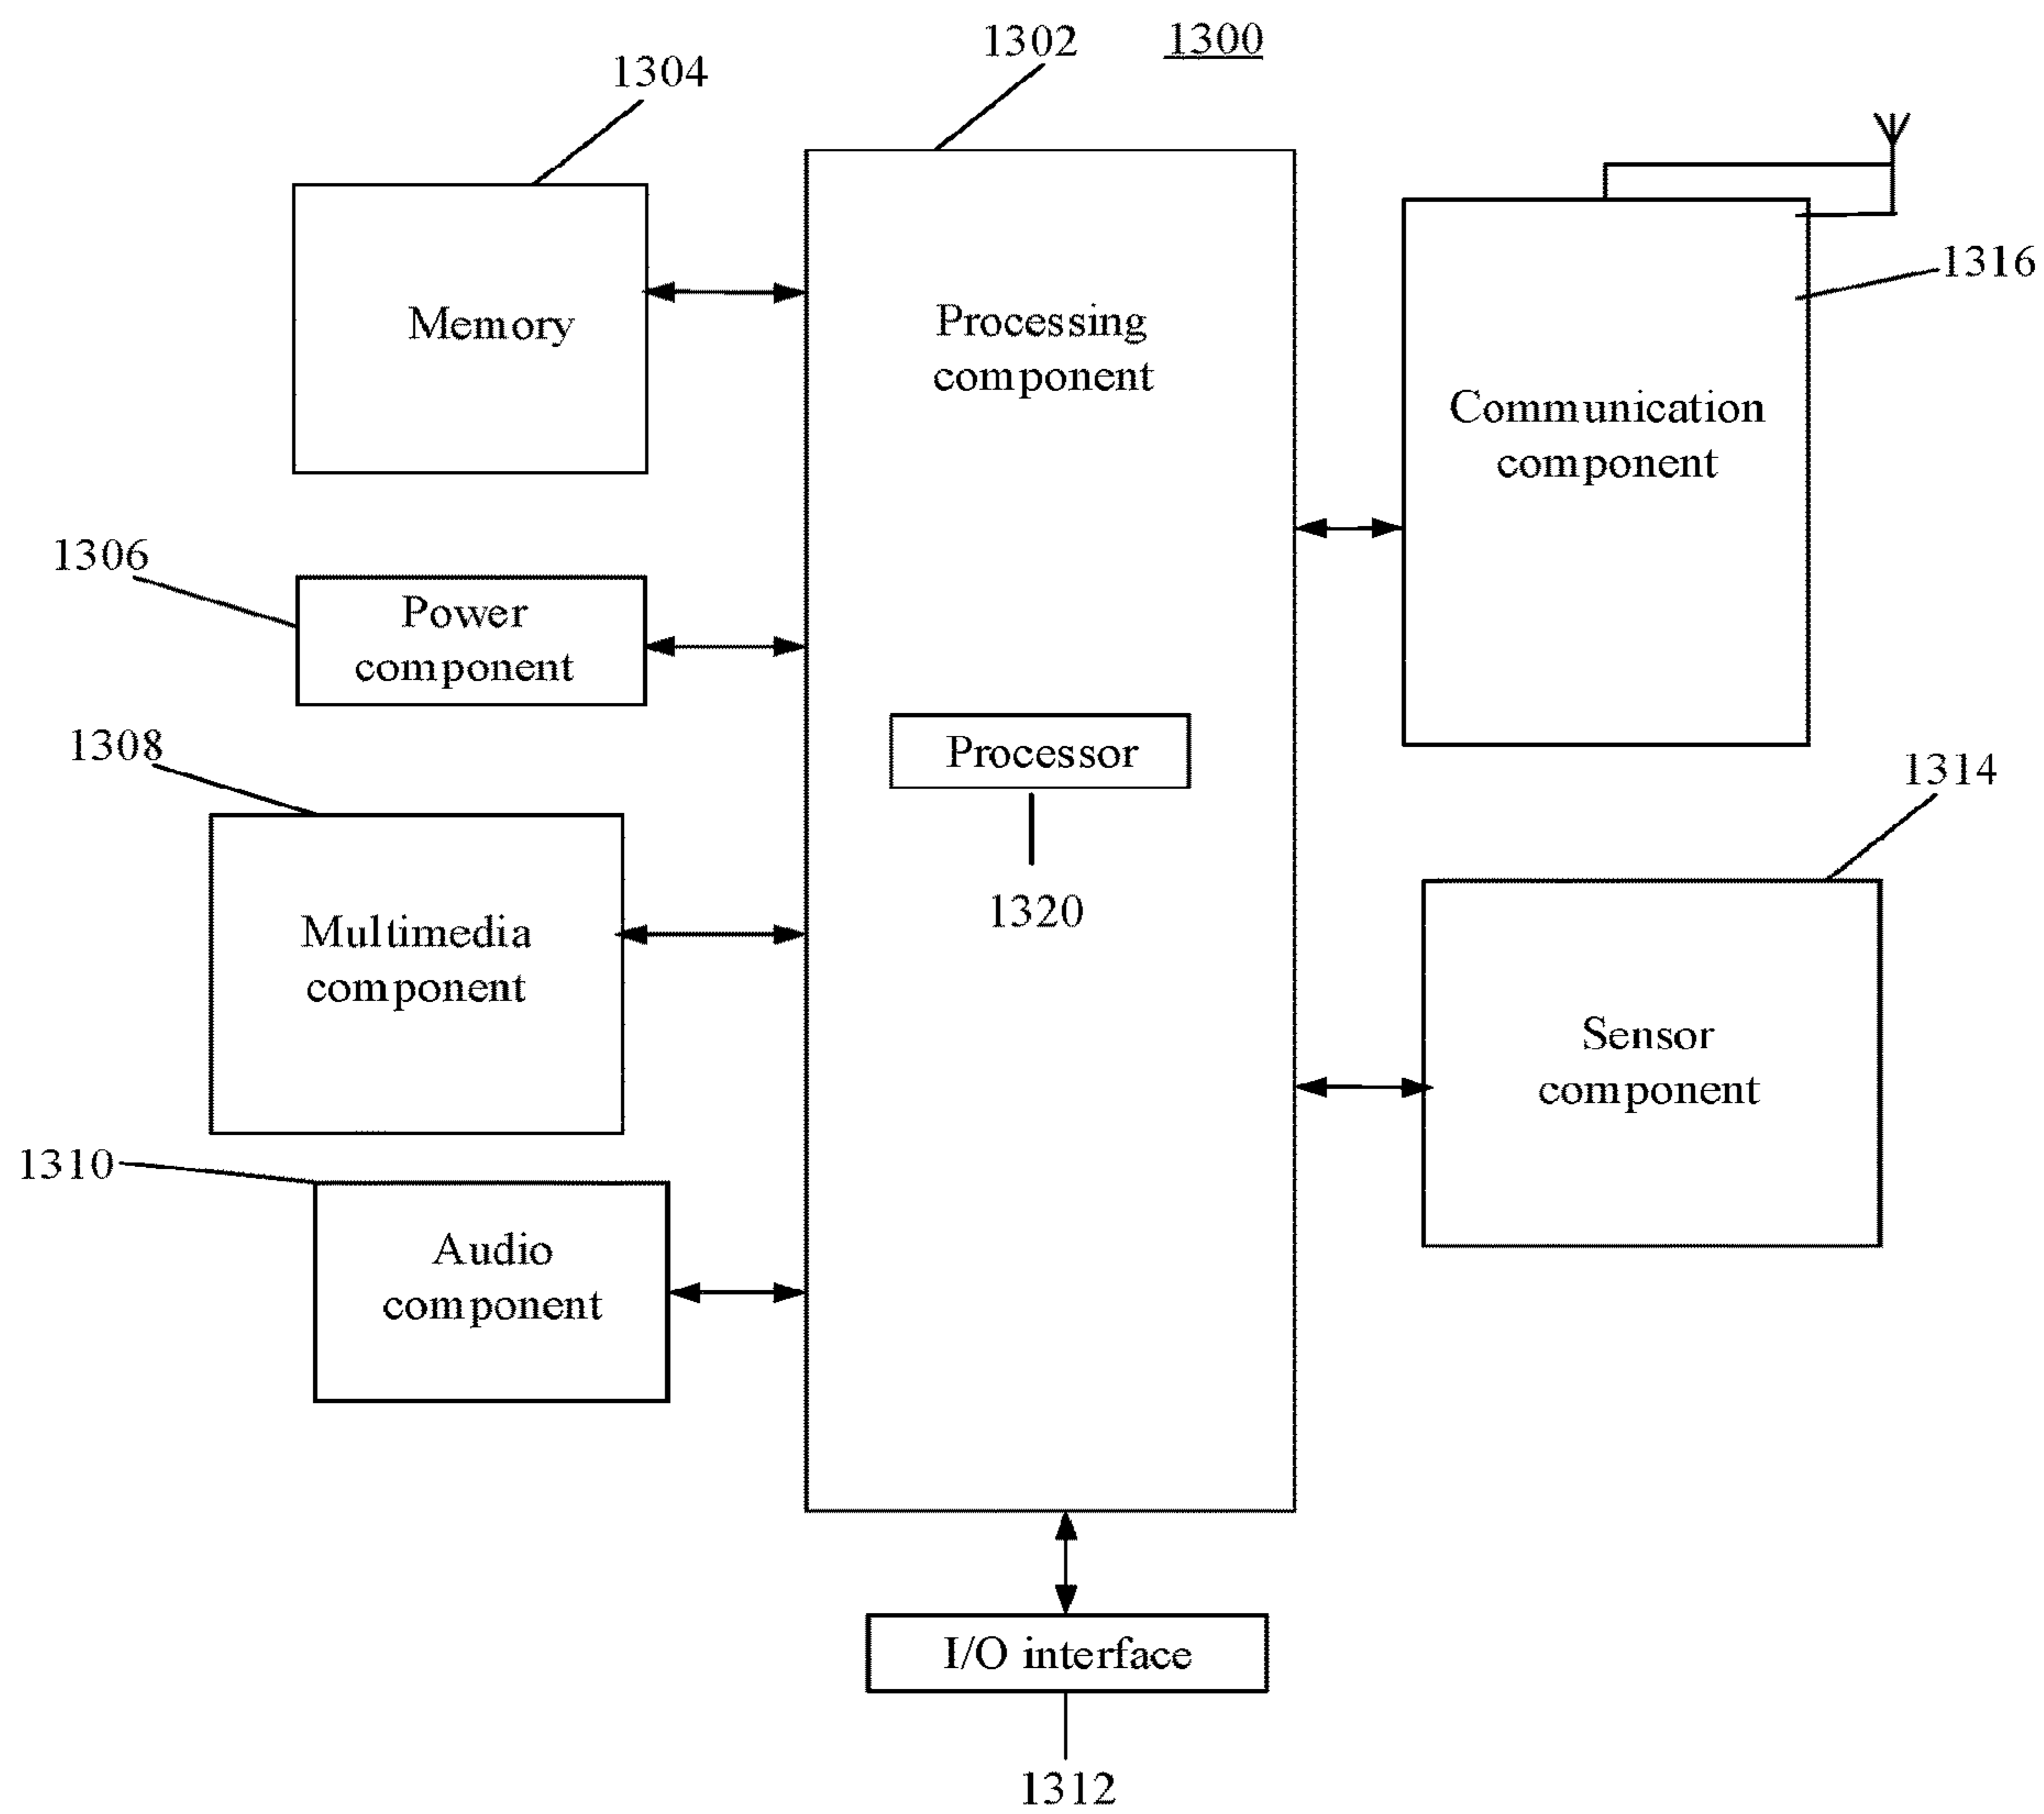 1300
1302
1304
1316
Memory
Processing
component
Communication
component
1306
Power
component
1308
Processor
1314
1320
Multimedia
component
Sensor
component
1310
Audio
component
I/O interface
1312